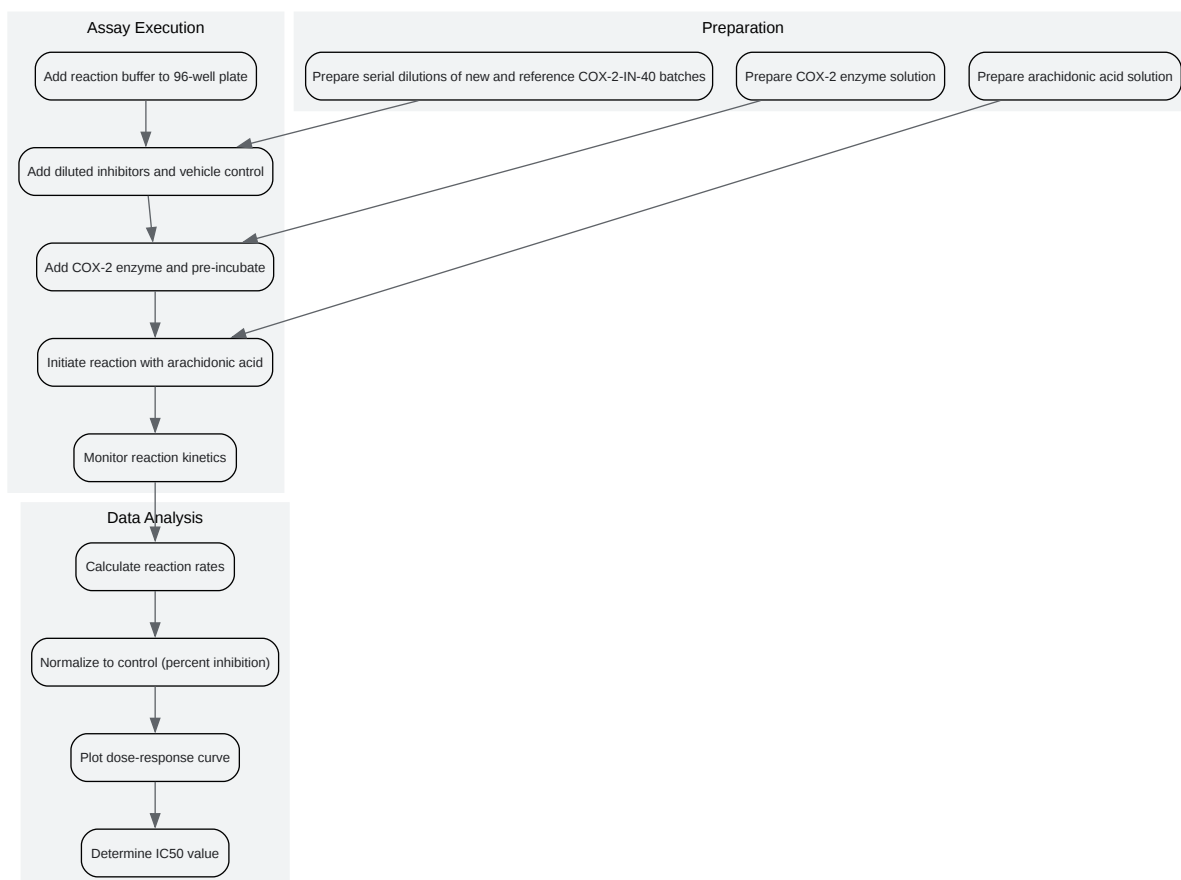 Assay Execution
Preparation
Add reaction buffer to 96-well plate
Prepare serial dilutions of new and reference COX-2-IN-40 batches
Prepare COX-2 enzyme solution
Prepare arachidonic acid solution
Add diluted inhibitors and vehicle control
Add COX-2 enzyme and pre-incubate
Initiate reaction with arachidonic acid
Monitor reaction kinetics
Data Analysis
Calculate reaction rates
Normalize to control (percent inhibition)
Plot dose-response curve
Determine IC50 value